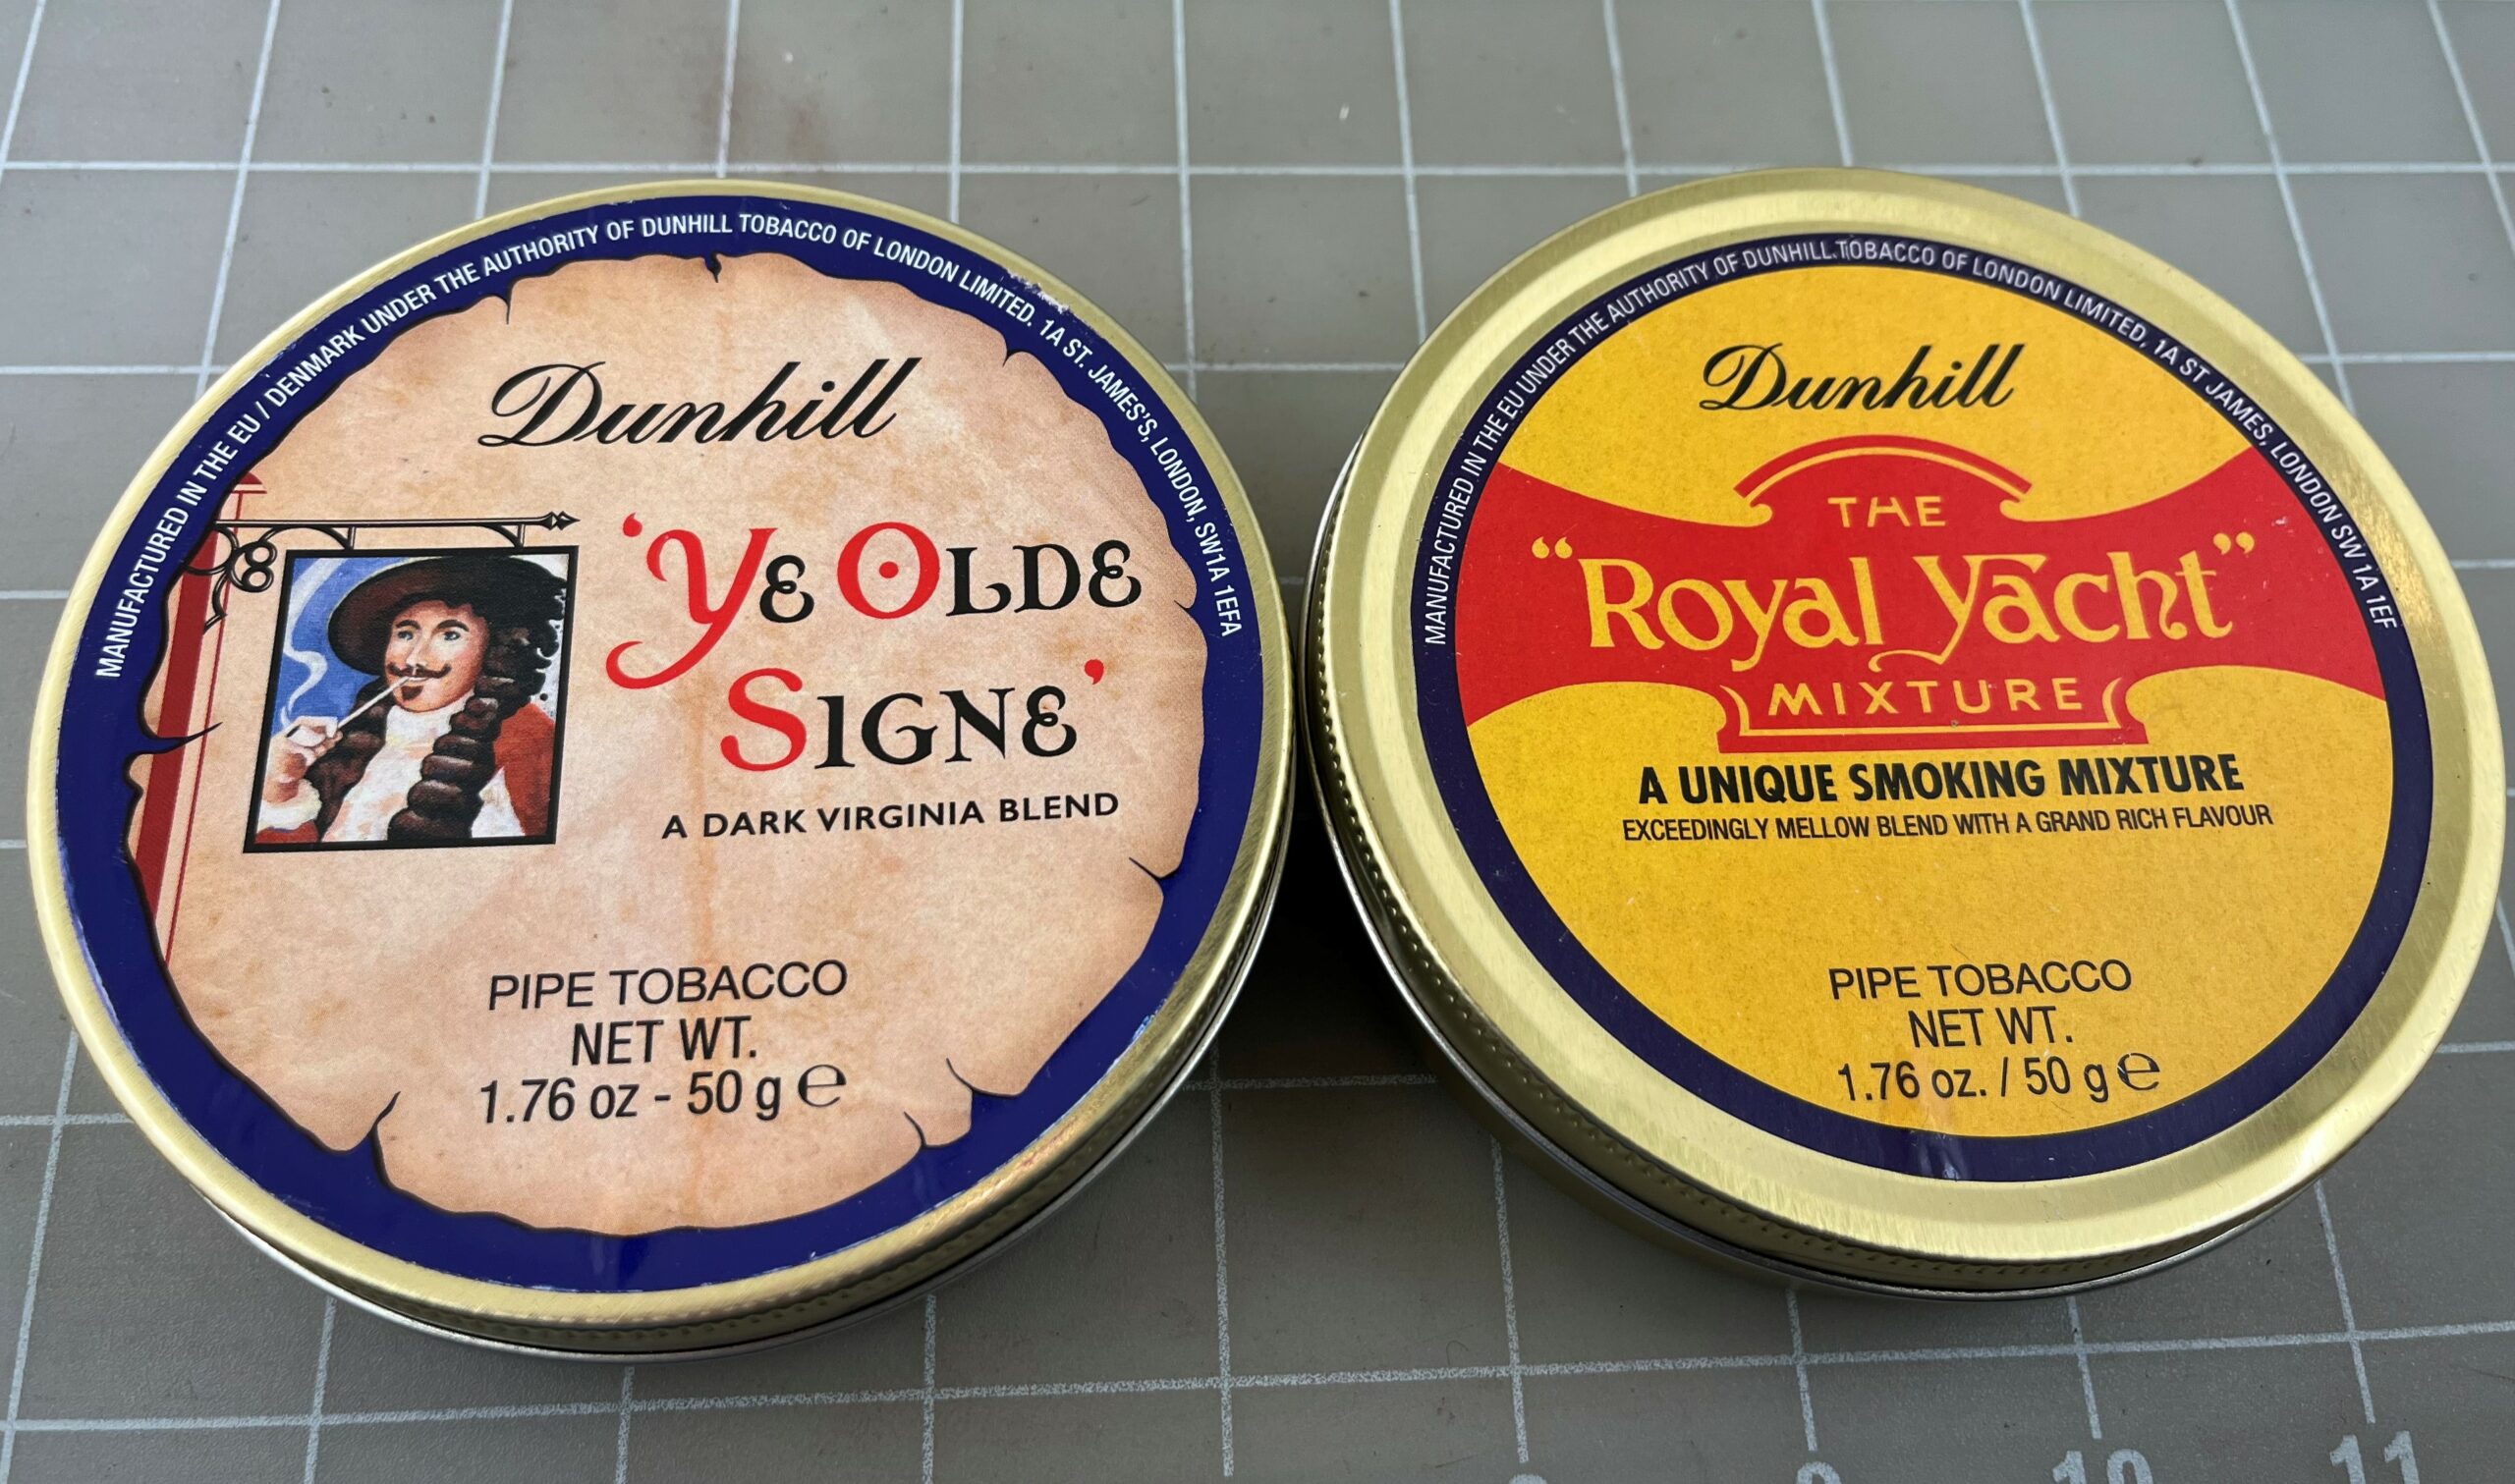 MANUFACTURED IN THE EU / DENMARK UNDER THE AUTHORITY OF DUNHILL TOBACCO OF LONDON LIMITED. 1A ST. JAMES'S, LONDON, SW1A 1EFA
Dunhill
'YE OLDE
SIGNE'
A DARK VIRGINIA BLEND
PIPE TOBACCO
NET WT.
1.76 oz - 50 g ℮
MANUFACTURED IN THE EU UNDER THE AUTHORITY OF DUNHILL TOBACCO OF LONDON LIMITED, 1A ST JAMES, LONDON SW1A 1EF
Dunhill
THE
“Royal Yacht”
MIXTURE
A UNIQUE SMOKING MIXTURE
EXCEEDINGLY MELLOW BLEND WITH A GRAND RICH FLAVOUR
PIPE TOBACCO
NET WT.
1.76 oz. / 50 g ℮
10
11